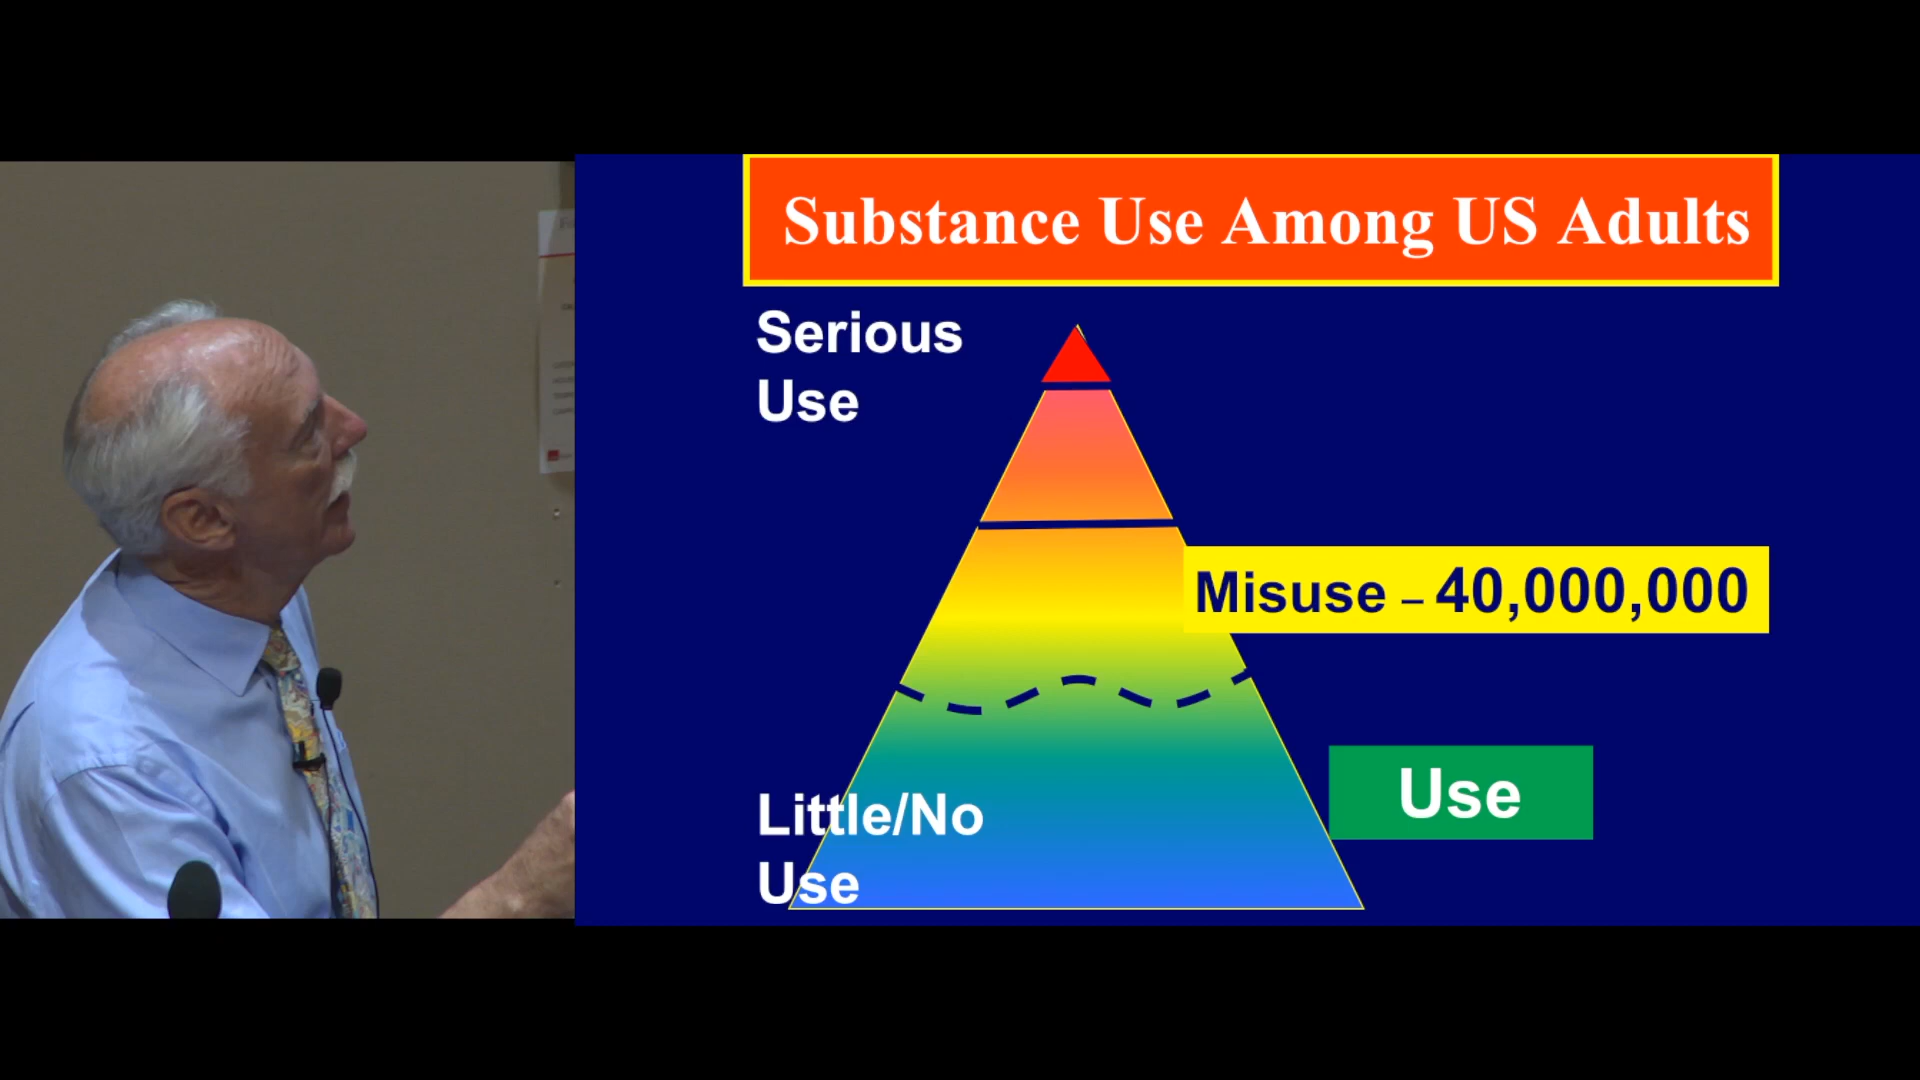 Substance Use Among US Adults
Serious
Use
Misuse – 40,000,000
Use
Little/No
Use